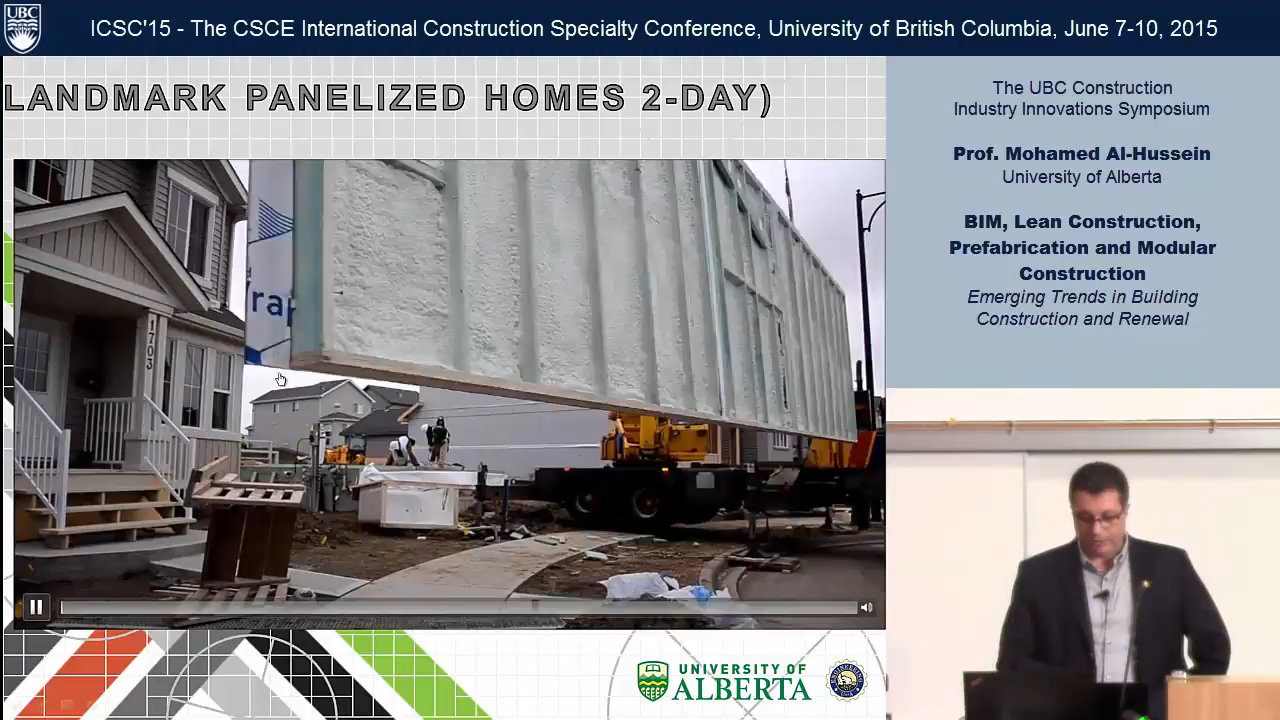 UBC
ICSC'15 - The CSCE International Construction Specialty Conference, University of British Columbia, June 7-10, 2015
LANDMARK PANELIZED HOMES 2-DAY)
1703
The UBC Construction
Industry Innovations Symposium
Prof. Mohamed Al-Hussein
University of Alberta
BIM, Lean Construction,
Prefabrication and Modular
Construction
Emerging Trends in Building
Construction and Renewal
UNIVERSITY OF
ALBERTA